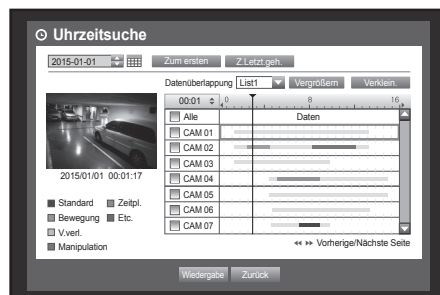 Uhrzeitsuche
2015-01-01 Zum ersten Z.Letzt.geh.
Datenüberlappung List1 Vergrößern Verklein.
00:01 0 8 16
Alle Daten
CAM 01
CAM 02
CAM 03
CAM 04
CAM 05
CAM 06
CAM 07
2015/01/01 00:01:17
Standard Zeitpl.
Bewegung Etc.
V.verl.
Manipulation
Vorherige/Nächste Seite
Wiedergabe Zurück